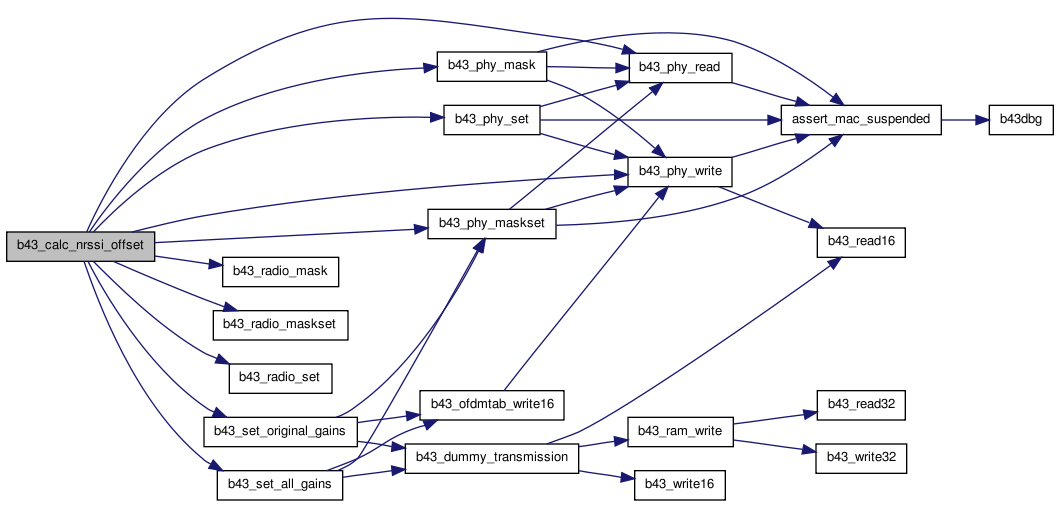 b43_phy_mask
b43_phy_read
b43_phy_set
assert_mac_suspended
b43dbg
b43_phy_write
b43_phy_maskset
b43_calc_nrssi_offset
b43_read16
b43_radio_mask
b43_radio_maskset
b43_radio_set
b43_ofdmtab_write16
b43_read32
b43_set_original_gains
b43_ram_write
b43_dummy_transmission
b43_write32
b43_set_all_gains
b43_write16